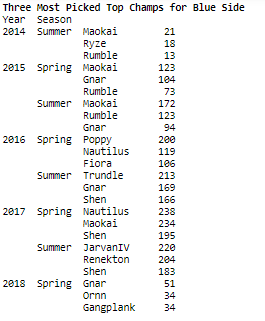 Three Most Picked Top Champs for Blue Side
Year  Season
2014  Summer  Maokai        21
              Ryze          18
              Rumble        13
2015  Spring  Maokai       123
              Gnar         104
              Rumble        73
      Summer  Maokai       172
              Rumble       123
              Gnar          94
2016  Spring  Poppy        200
              Nautilus     119
              Fiora        106
      Summer  Trundle      213
              Gnar         169
              Shen         166
2017  Spring  Nautilus     238
              Maokai       234
              Shen         195
      Summer  JarvanIV     220
              Renekton     204
              Shen         183
2018  Spring  Gnar          51
              Ornn          34
              Gangplank     34